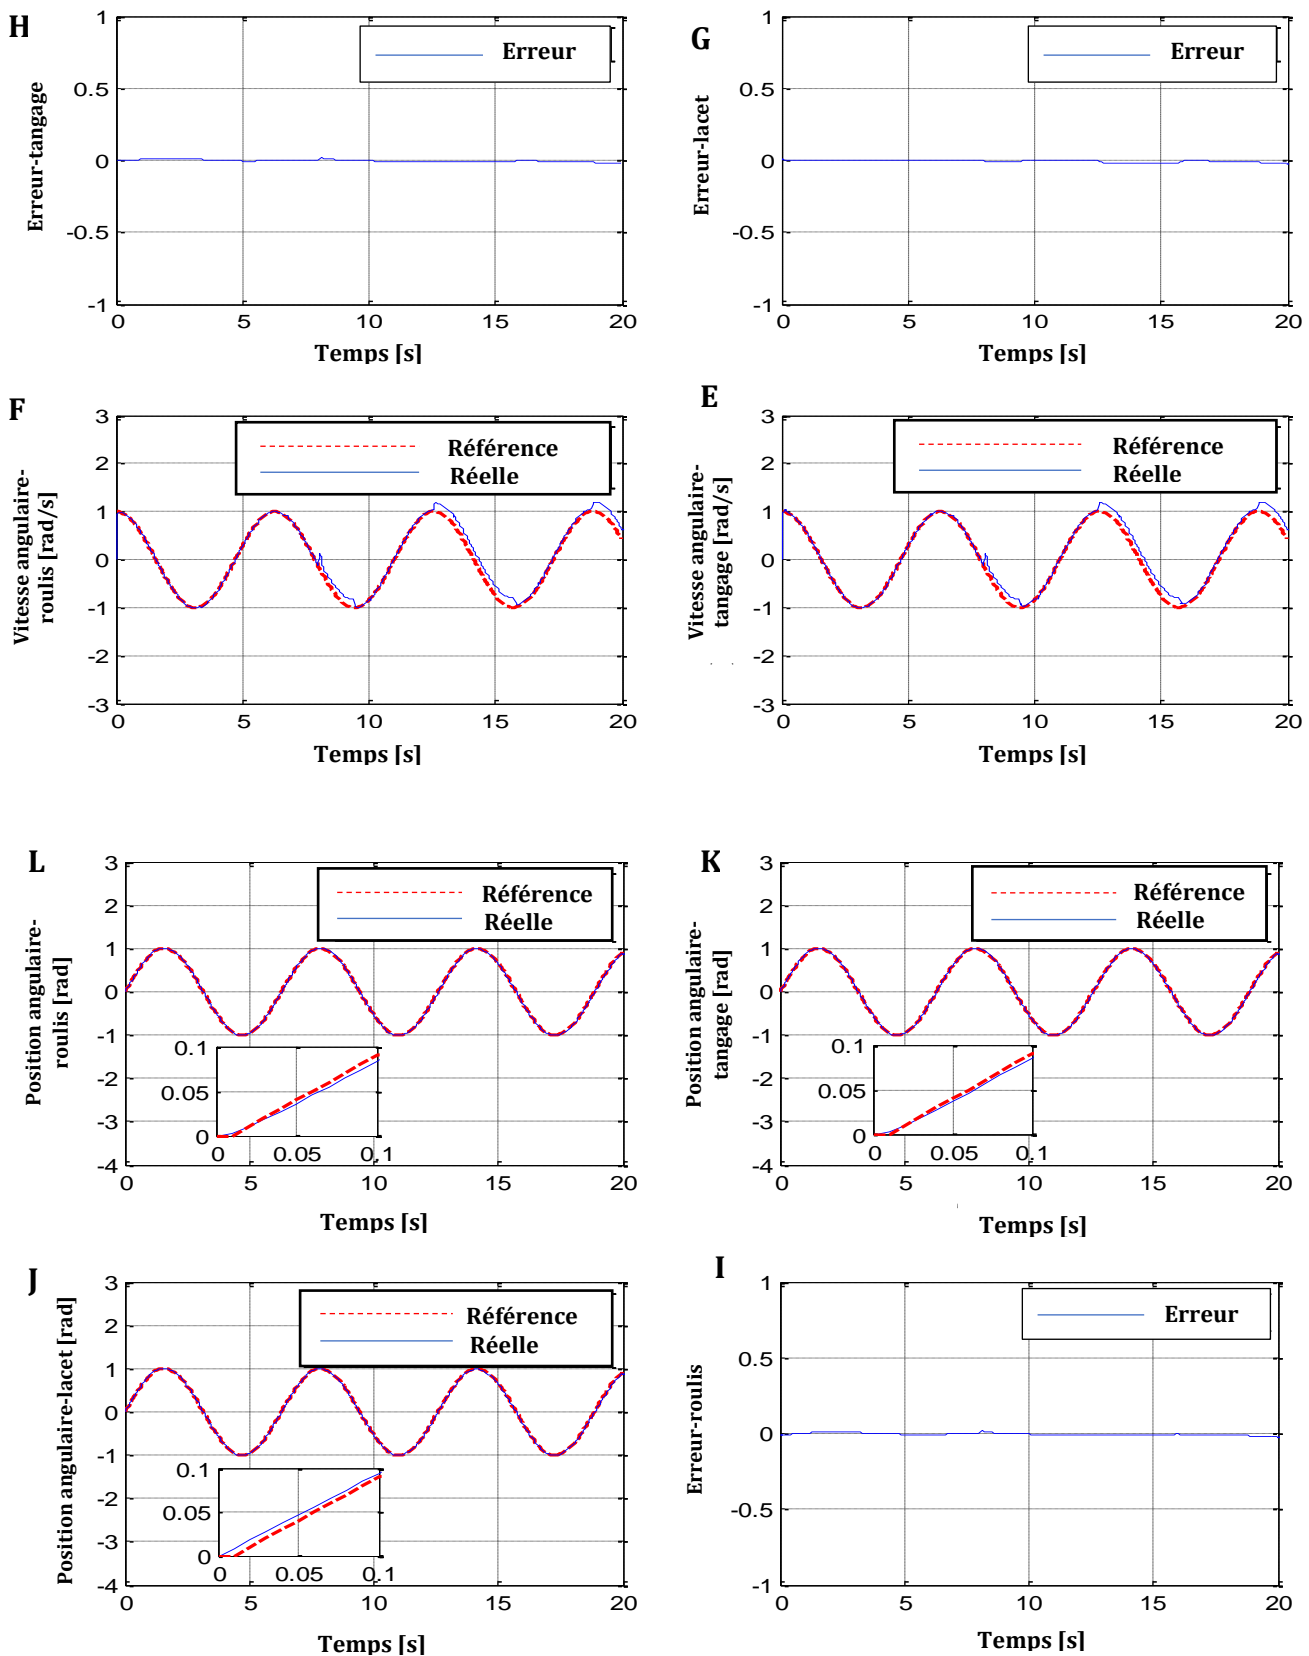 H
1
0.5
0
-0.5
-1
Erreur-tangage
Erreur
0 5 10 15 20
Temps [s]
G
1
0.5
0
-0.5
-1
Erreur-lacet
Erreur
0 5 10 15 20
Temps [s]
F
3
2
1
0
-1
-2
-3
Vitesse angulaire-
roulis [rad/s]
Référence
Réelle
0 5 10 15 20
Temps [s]
E
3
2
1
0
-1
-2
-3
Vitesse angulaire-
tangage [rad/s]
Référence
Réelle
0 5 10 15 20
Temps [s]
L
3
2
1
0
-1
-2
-3
-4
Position angulaire-
roulis [rad]
Référence
Réelle
0.1
0.05
0
0 0.05 0.1
0 5 10 15 20
Temps [s]
K
3
2
1
0
-1
-2
-3
-4
Position angulaire-
tangage [rad]
Référence
Réelle
0.1
0.05
0
0 0.05 0.1
0 5 10 15 20
Temps [s]
J
3
2
1
0
-1
-2
-3
-4
Position angulaire-lacet [rad]
Référence
Réelle
0.1
0.05
0
0 0.05 0.1
0 5 10 15 20
Temps [s]
I
1
0.5
0
-0.5
-1
Erreur-roulis
Erreur
0 5 10 15 20
Temps [s]